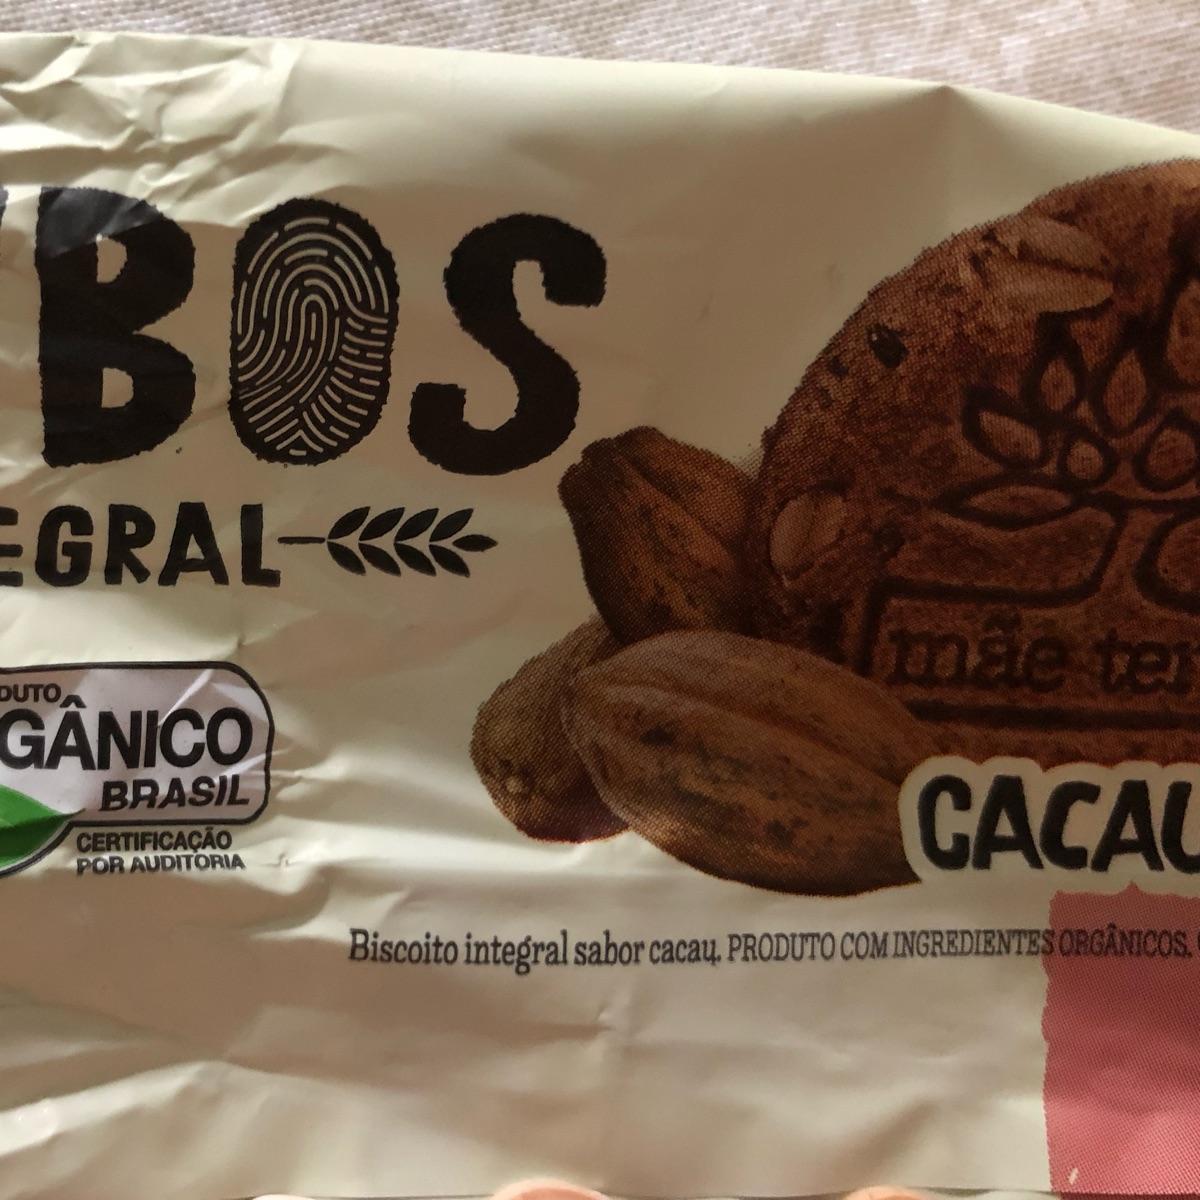 BOS
EGRAL
DUTO
GÂNICO
BRASIL
CERTIFICAÇÃO
POR AUDITORIA
mãe ter
CACAU
Biscoito integral sabor cacau. PRODUTO COM INGREDIENTES ORGÂNICOS.